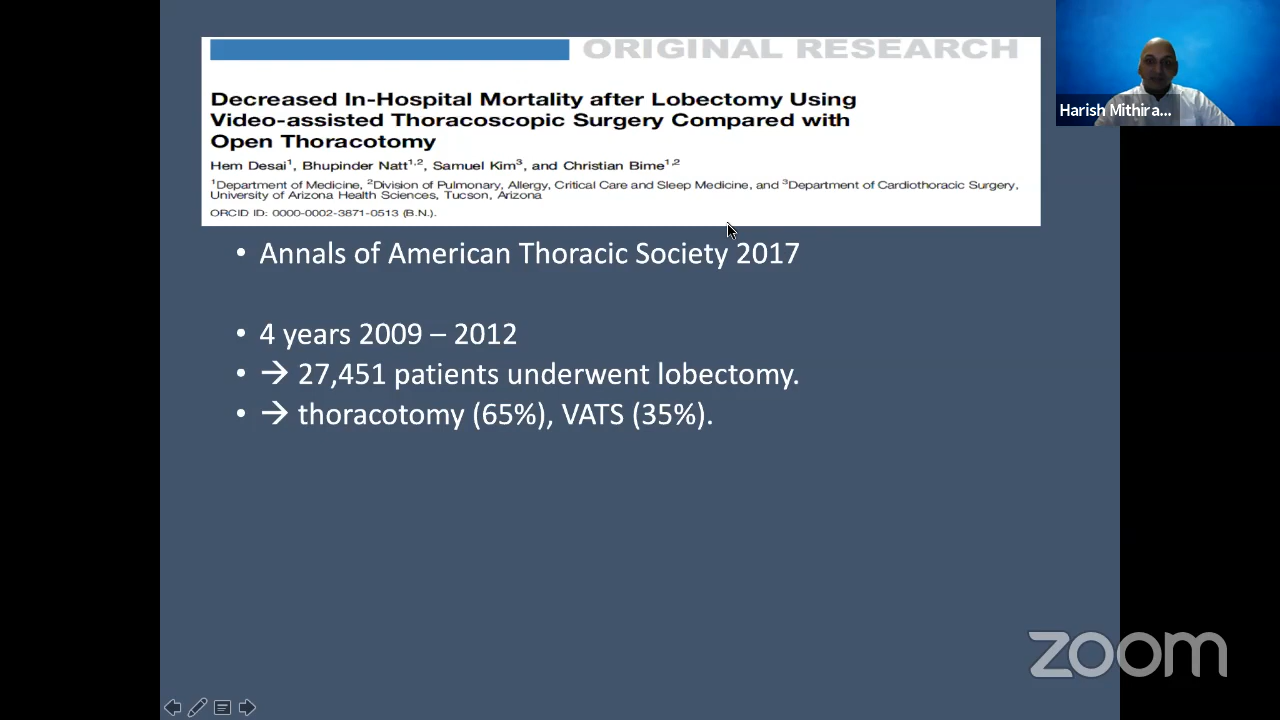 ORIGINAL RESEARCH
Decreased In-Hospital Mortality after Lobectomy Using
Video-assisted Thoracoscopic Surgery Compared with
Open Thoracotomy
Hem Desai1, Bhupinder Natt1,2, Samuel Kim3, and Christian Bime1,2
1Department of Medicine, 2Division of Pulmonary, Allergy, Critical Care and Sleep Medicine, and 3Department of Cardiothoracic Surgery,
University of Arizona Health Sciences, Tucson, Arizona
ORCID ID: 0000-0002-3871-0513 (B.N.).
Harish Mithira...
• Annals of American Thoracic Society 2017
• 4 years 2009 – 2012
• → 27,451 patients underwent lobectomy.
• → thoracotomy (65%), VATS (35%).
zoom